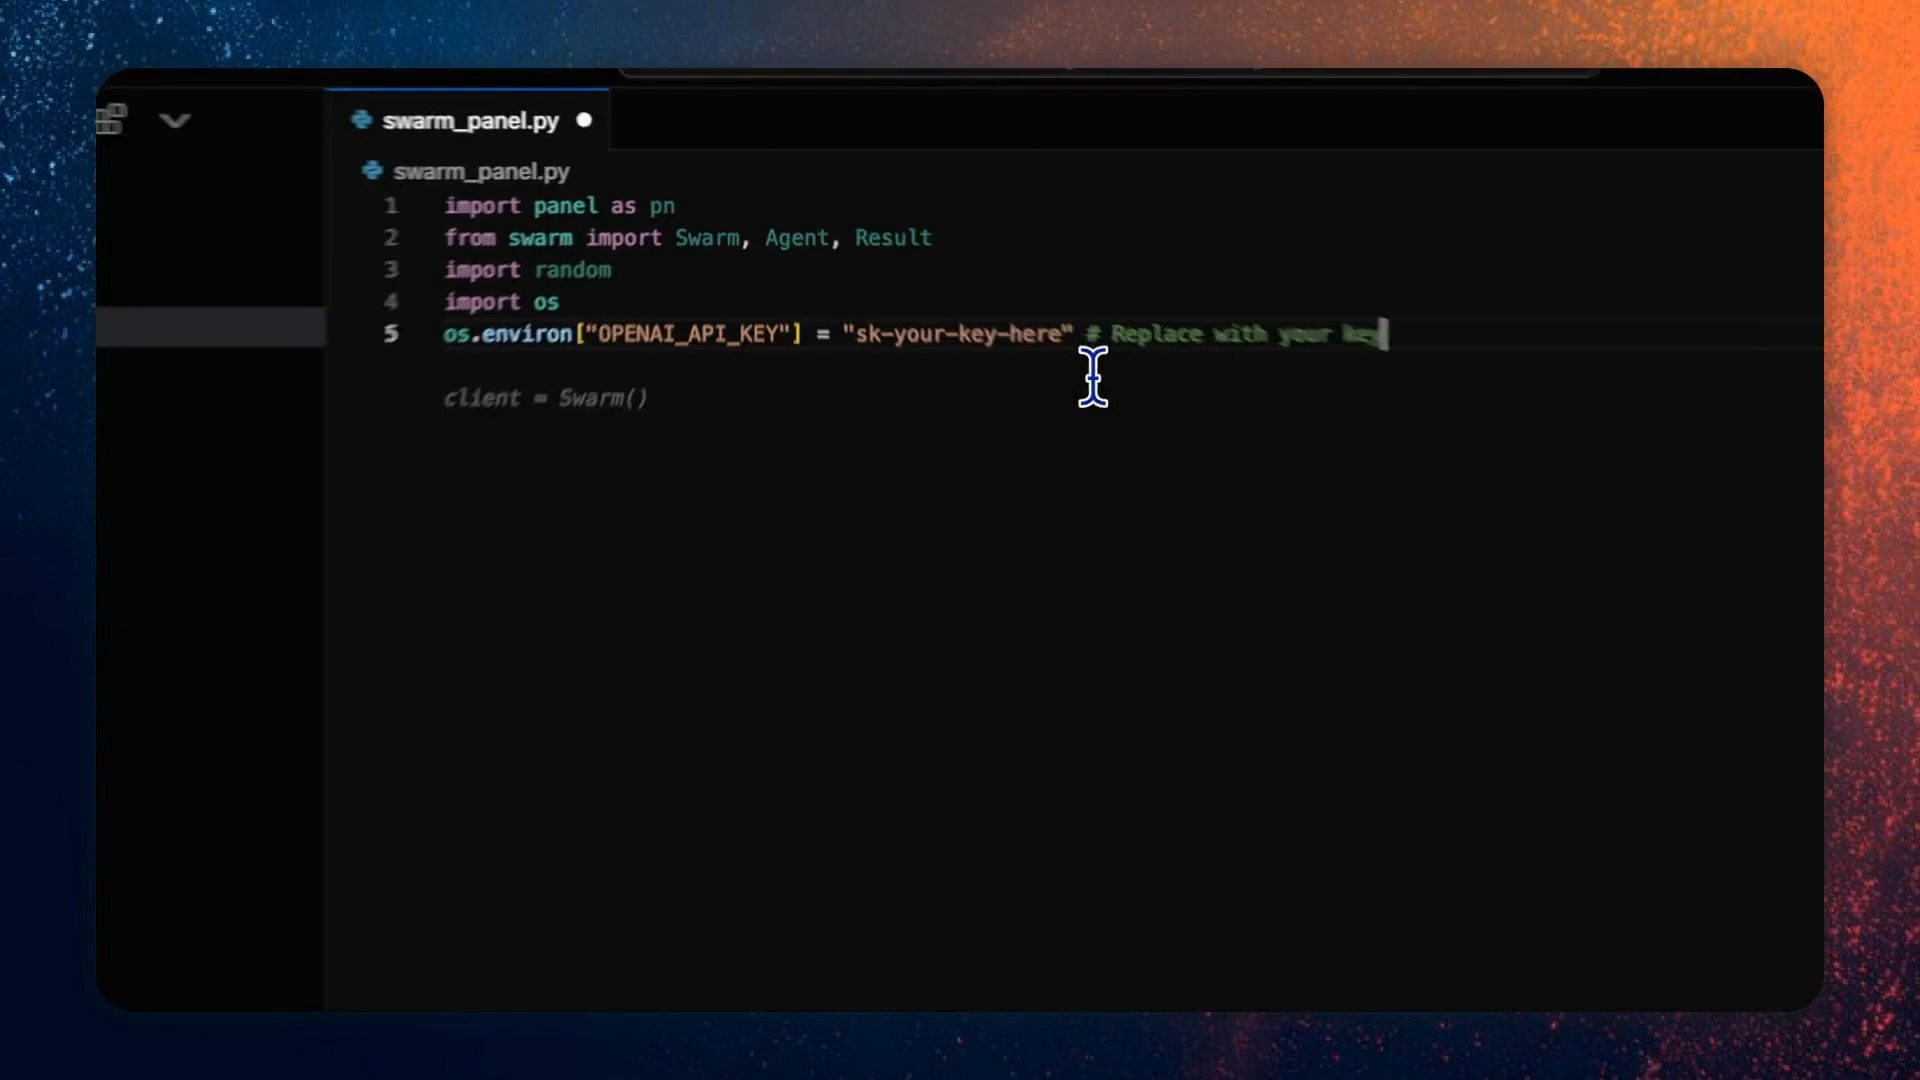 swarm_panel.py
swarm_panel.py
1 import panel as pn
2 from swarm import Swarm, Agent, Result
3 import random
4 import os
5 os.environ["OPENAI_API_KEY"] = "sk-your-key-here" # Replace with your key
client = Swarm()